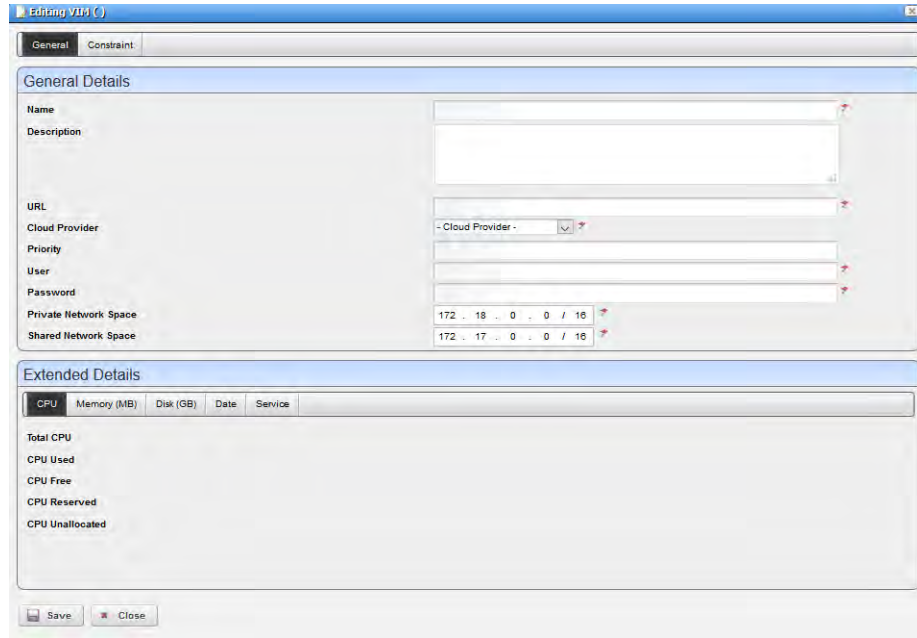 Editing VIM ( )
General Constraint
General Details
Name
Description
URL
Cloud Provider - Cloud Provider -
Priority
User
Password
Private Network Space 172 . 18 . 0 . 0 / 16
Shared Network Space 172 . 17 . 0 . 0 / 16
Extended Details
CPU Memory (MB) Disk (GB) Date Service
Total CPU
CPU Used
CPU Free
CPU Reserved
CPU Unallocated
Save Close